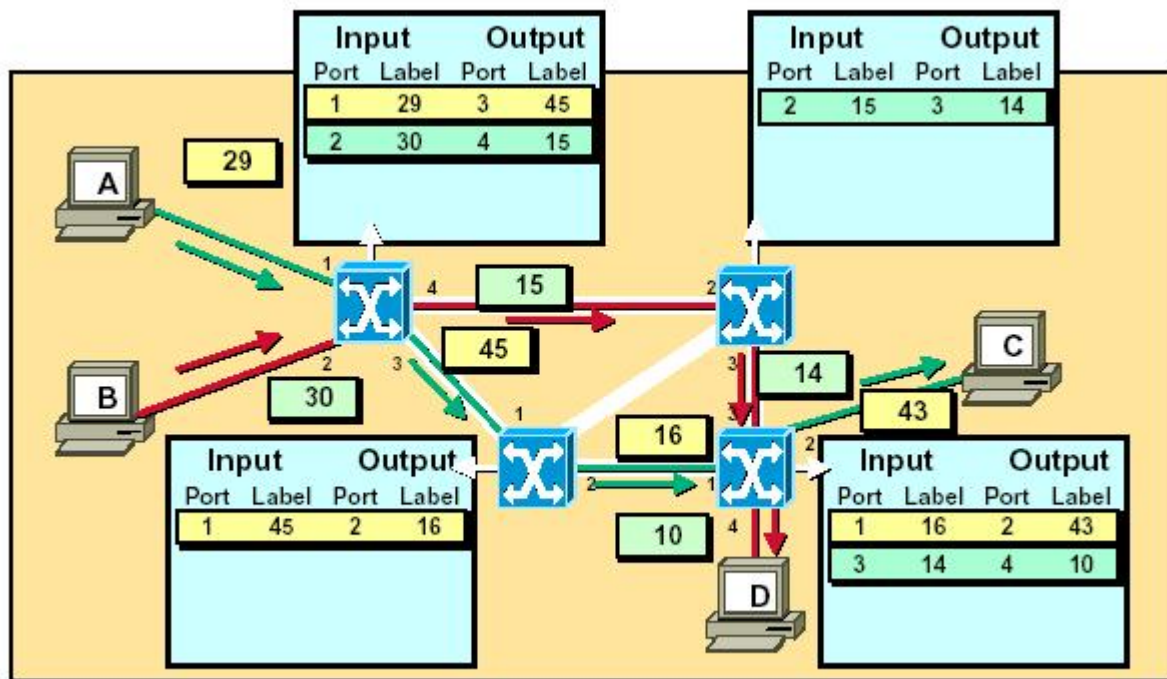 Input Output
Port Label Port Label
1 29 3 45
2 30 4 15
Input Output
Port Label Port Label
2 15 3 14
A
29
1
4
15
2
B
30
2
3
45
1
3
14
C
43
3
2
16
2
1
10
4
D
Input Output
Port Label Port Label
1 45 2 16
Input Output
Port Label Port Label
1 16 2 43
3 14 4 10